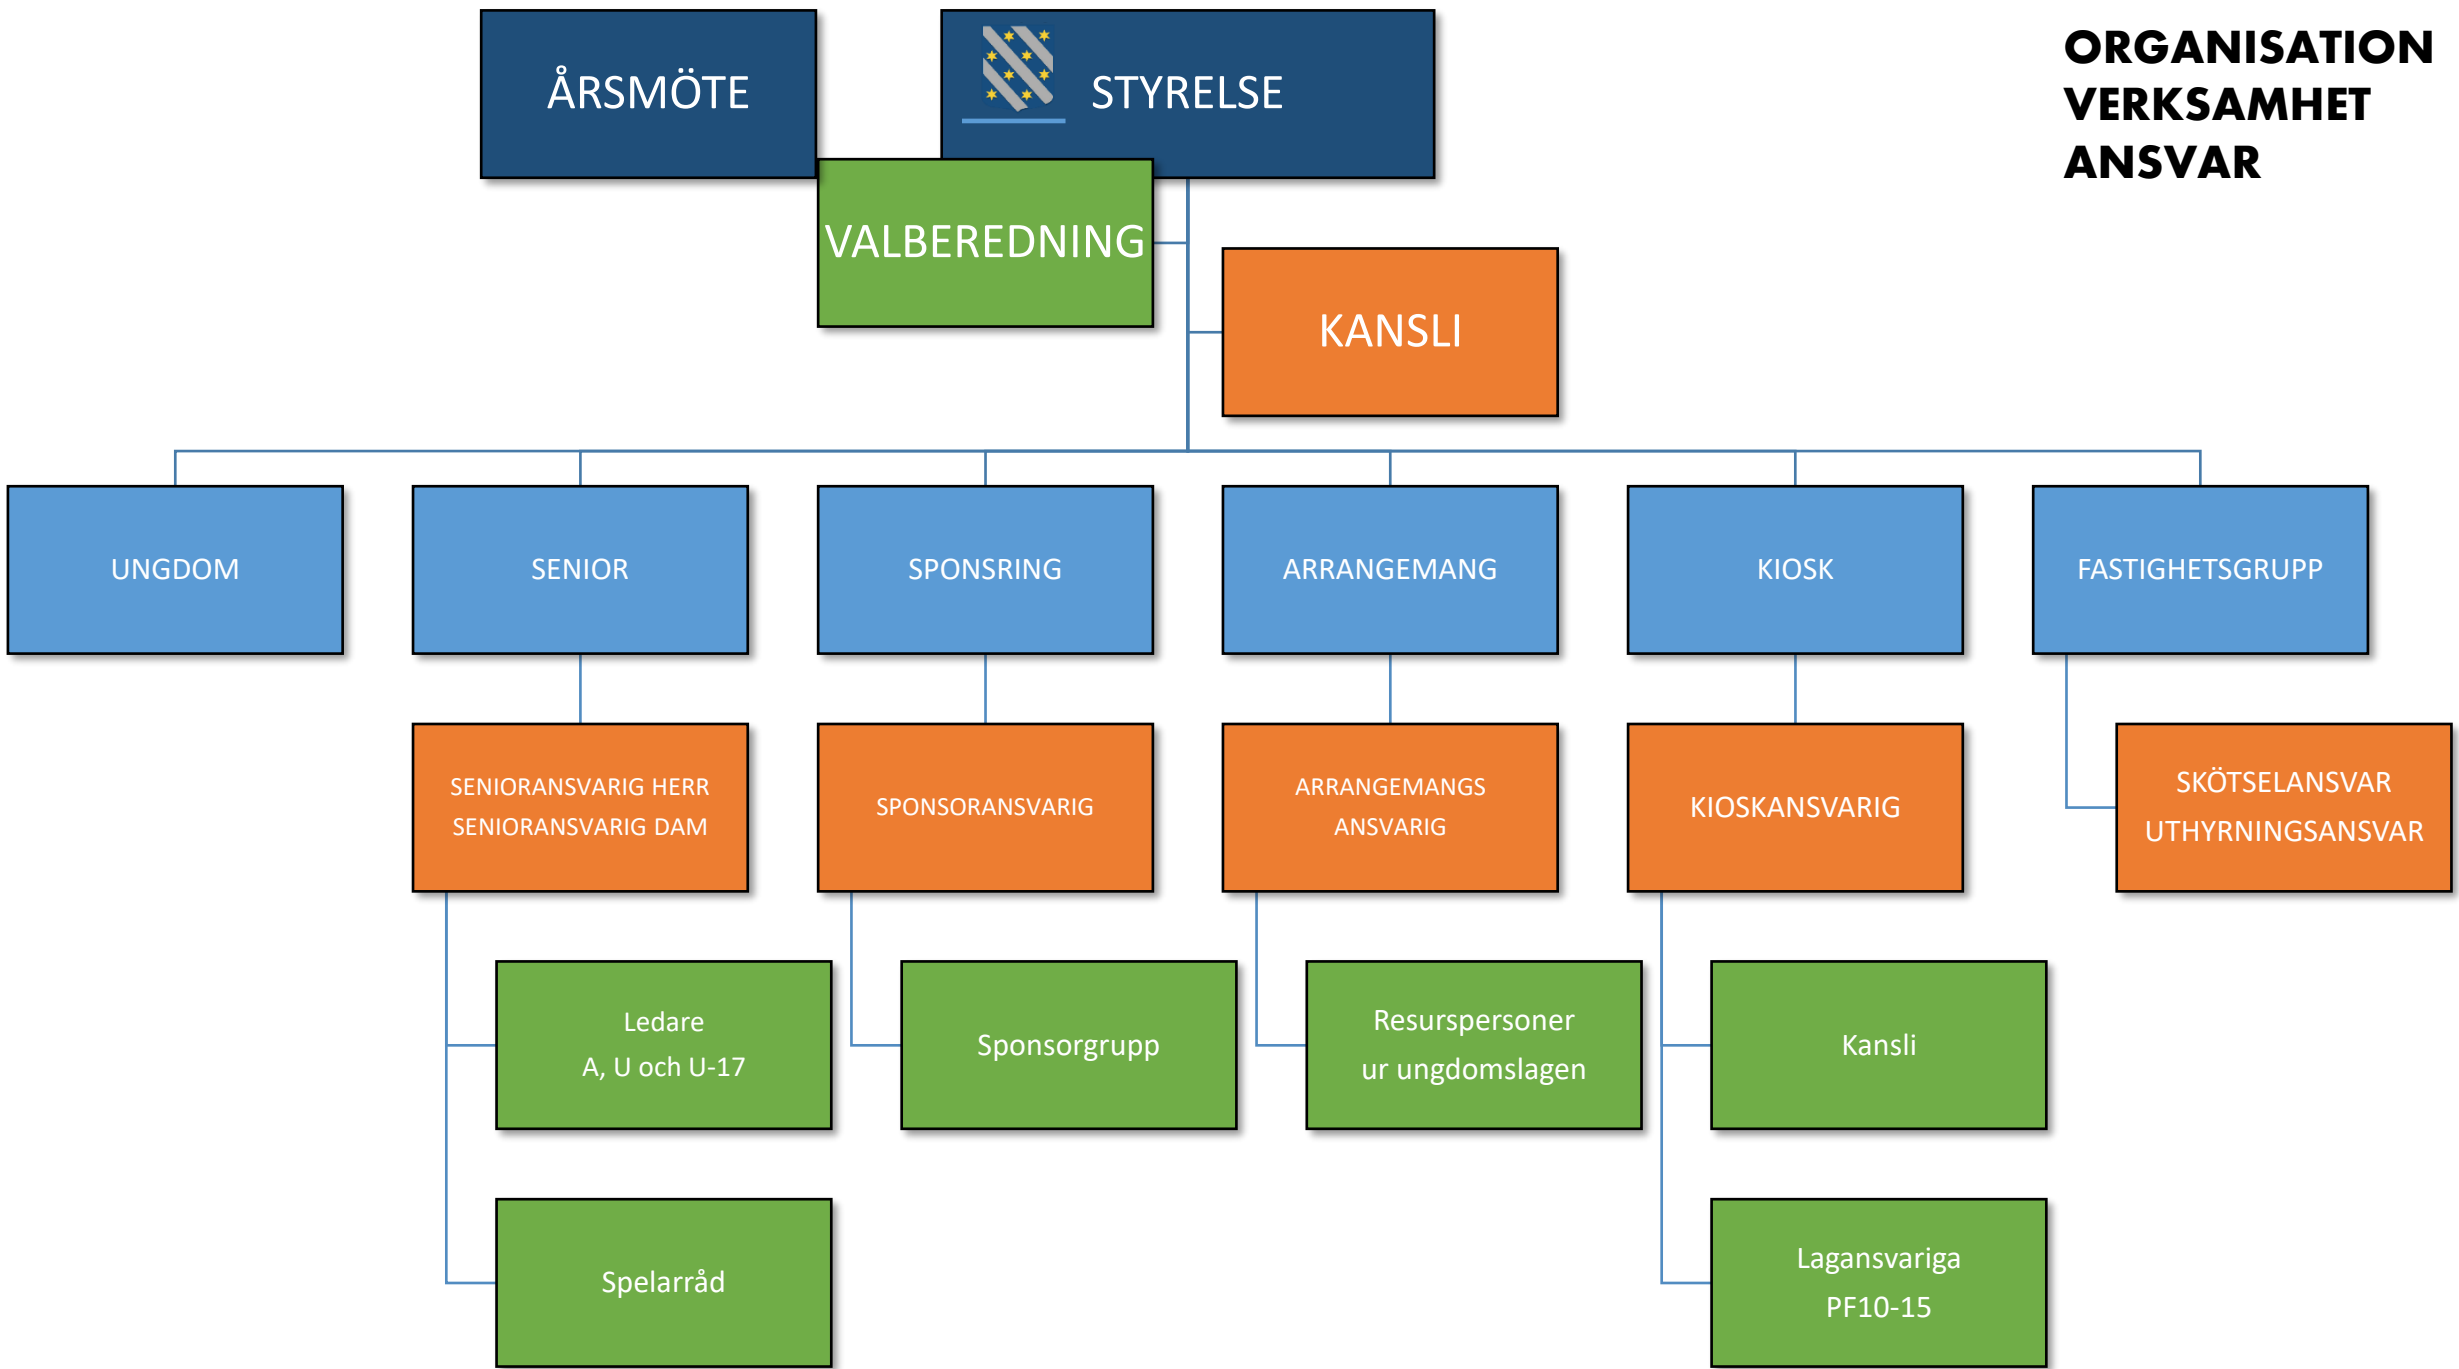 ÅRSMÖTE
STYRELSE
ORGANISATION
VERKSAMHET
ANSVAR
VALBEREDNING
KANSLI
UNGDOM
SENIOR
SPONSRING
ARRANGEMANG
KIOSK
FASTIGHETSGRUPP
SENIORANSVARIG HERR
SENIORANSVARIG DAM
SPONSORANSVARIG
ARRANGEMANGS
ANSVARIG
KIOSKANSVARIG
SKÖTSELANSVAR
UTHYRNINGSANSVAR
Ledare
A, U och U-17
Sponsorgrupp
Resurspersoner
ur ungdomslagen
Kansli
Spelarråd
Lagansvariga
PF10-15